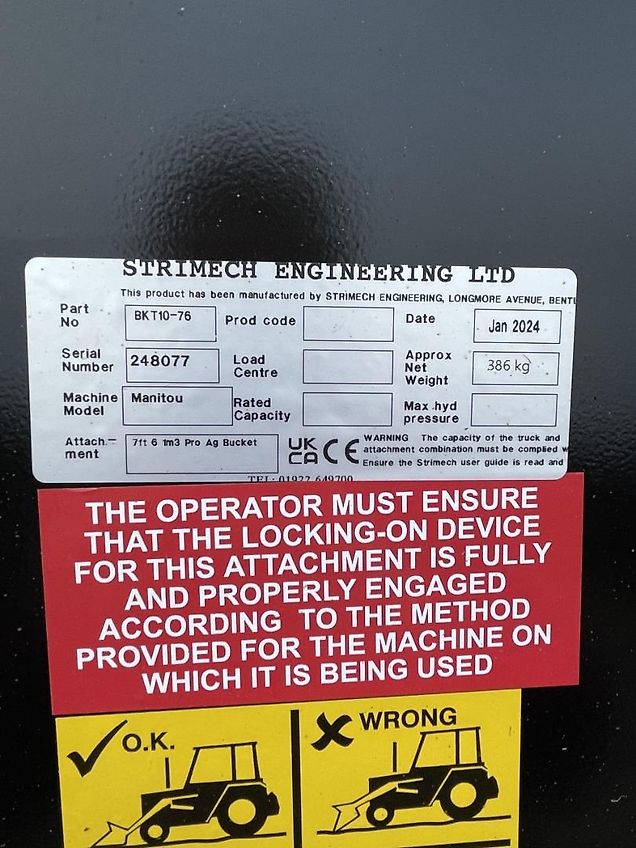 STRIMECH ENGINEERING LTD
This product has been manufactured by STRIMECH ENGINEERING, LONGMORE AVENUE, BENTL
Part No BKT10-76 Prod code Date Jan 2024
Serial Number 248077 Load Centre Approx Net Weight 386 kg
Machine Model Manitou Rated Capacity Max hyd pressure
Attach-ment 7ft 6 1m3 Pro Ag Bucket UKCA CE WARNING The capacity of the truck and
attachment combination must be complied w
Ensure the Strimech user guide is read and
TEL: 01922 649700
THE OPERATOR MUST ENSURE
THAT THE LOCKING-ON DEVICE
FOR THIS ATTACHMENT IS FULLY
AND PROPERLY ENGAGED
ACCORDING TO THE METHOD
PROVIDED FOR THE MACHINE ON
WHICH IT IS BEING USED
O.K.
WRONG